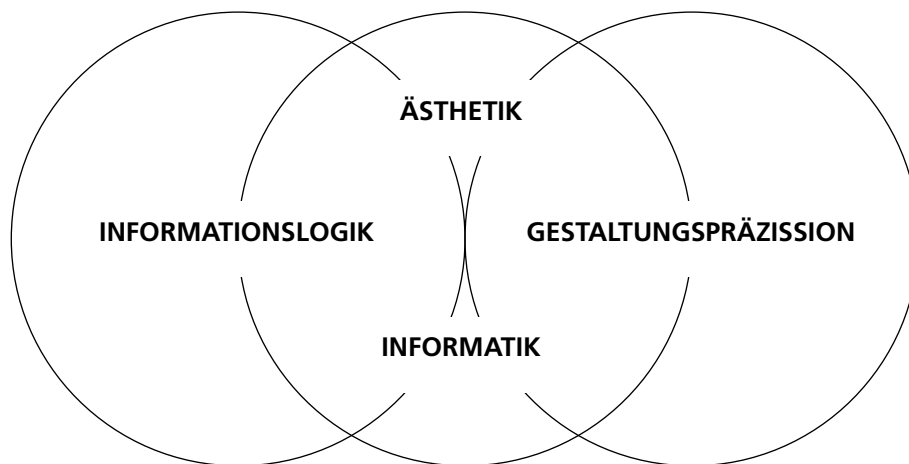 ÄSTHETIK
INFORMATIONSLOGIK
GESTALTUNGSPRÄZISSION
INFORMATIK